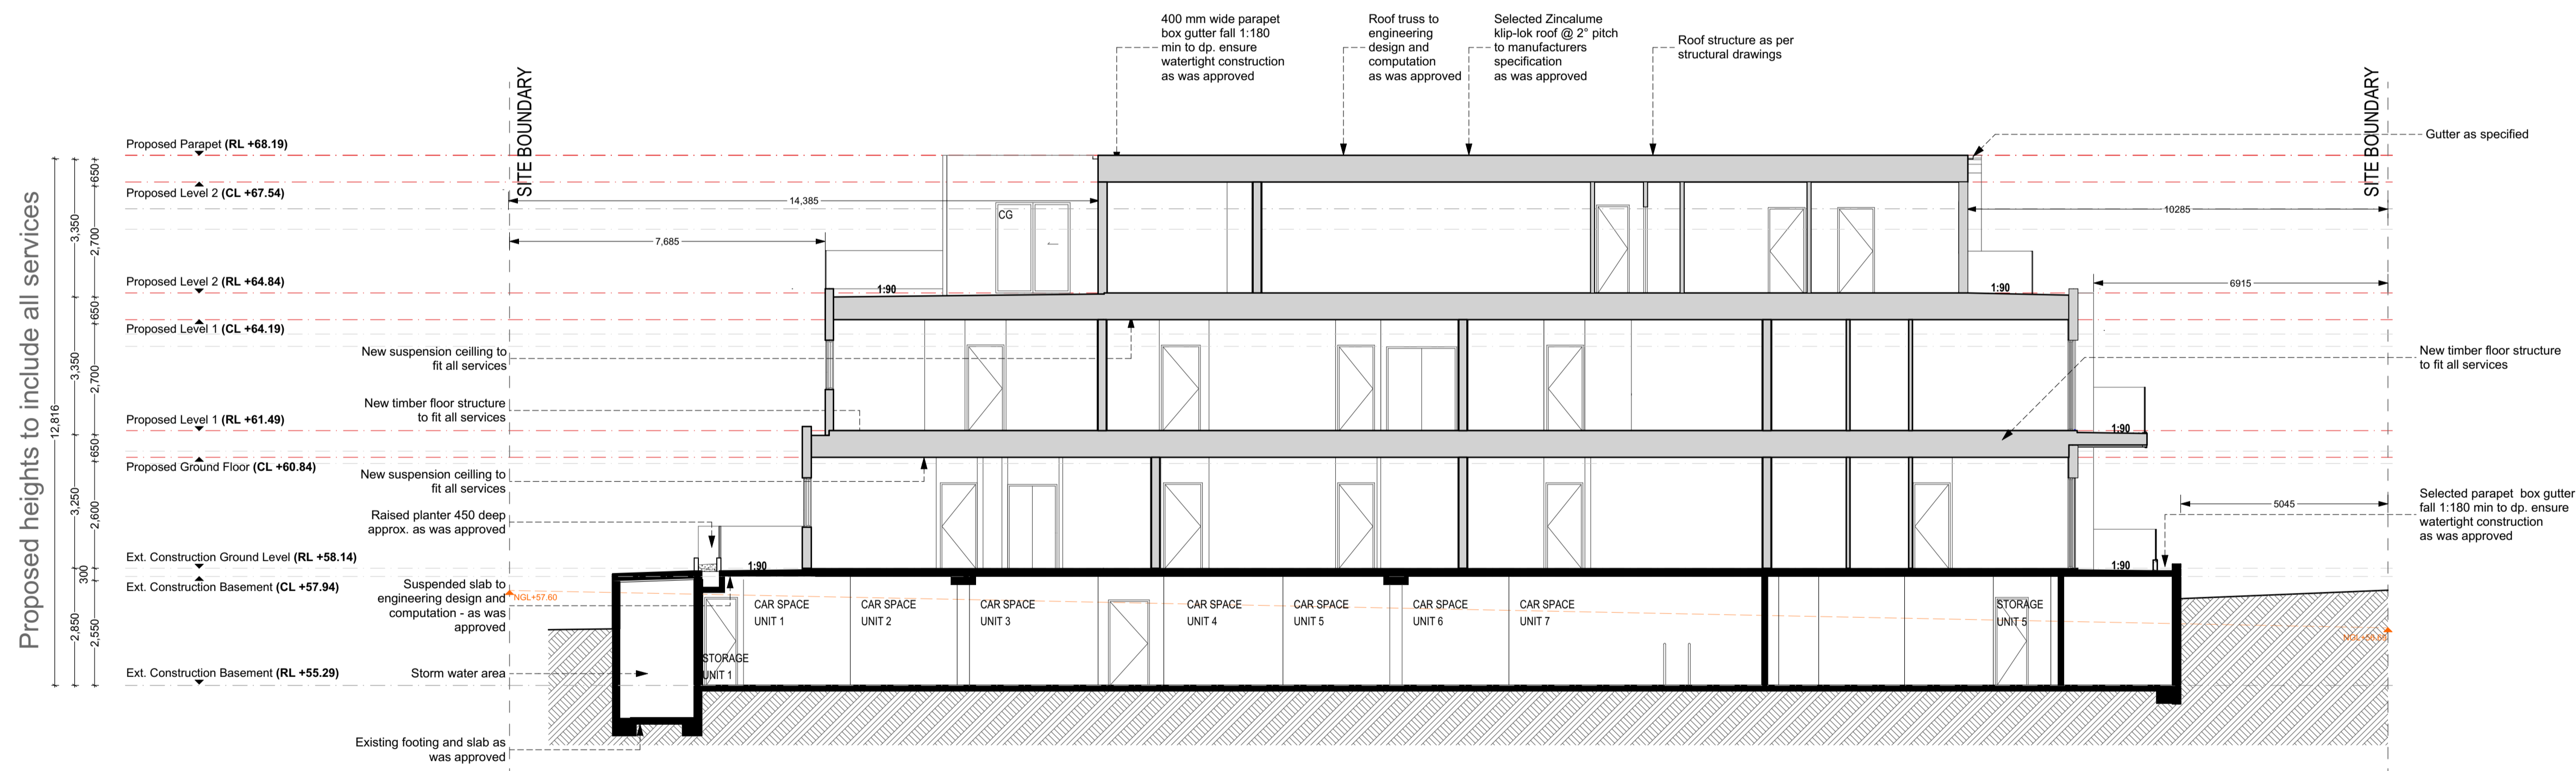 400 mm wide parapet
box gutter fall 1:180
min to dp. ensure
watertight construction
as was approved
Roof truss to
engineering
design and
computation
as was approved
Selected Zincalume
klip-lok roof @ 2° pitch
to manufacturers
specification
as was approved
Roof structure as per
structural drawings
SITE BOUNDARY
SITE BOUNDARY
Gutter as specified
Proposed heights to include all services
12,816
650
3,350
2,700
650
3,350
2,700
650
3,250
2,600
300
2,850
2,550
Proposed Parapet (RL +68.19)
Proposed Level 2 (CL +67.54)
Proposed Level 2 (RL +64.84)
Proposed Level 1 (CL +64.19)
Proposed Level 1 (RL +61.49)
Proposed Ground Floor (CL +60.84)
Ext. Construction Ground Level (RL +58.14)
Ext. Construction Basement (CL +57.94)
Ext. Construction Basement (RL +55.29)
14,385
10285
CG
7,685
6915
1:90
1:90
New suspension ceilling to
fit all services
New timber floor structure
to fit all services
New timber floor structure
to fit all services
1:90
New suspension ceilling to
fit all services
Raised planter 450 deep
approx. as was approved
5045
Selected parapet box gutter
fall 1:180 min to dp. ensure
watertight construction
as was approved
1:90
1:90
Suspended slab to
engineering design and
computation - as was
approved
NGL+57.60
CAR SPACE
UNIT 1
CAR SPACE
UNIT 2
CAR SPACE
UNIT 3
CAR SPACE
UNIT 4
CAR SPACE
UNIT 5
CAR SPACE
UNIT 6
CAR SPACE
UNIT 7
STORAGE
UNIT 5
STORAGE
UNIT 1
Storm water area
Existing footing and slab as
was approved